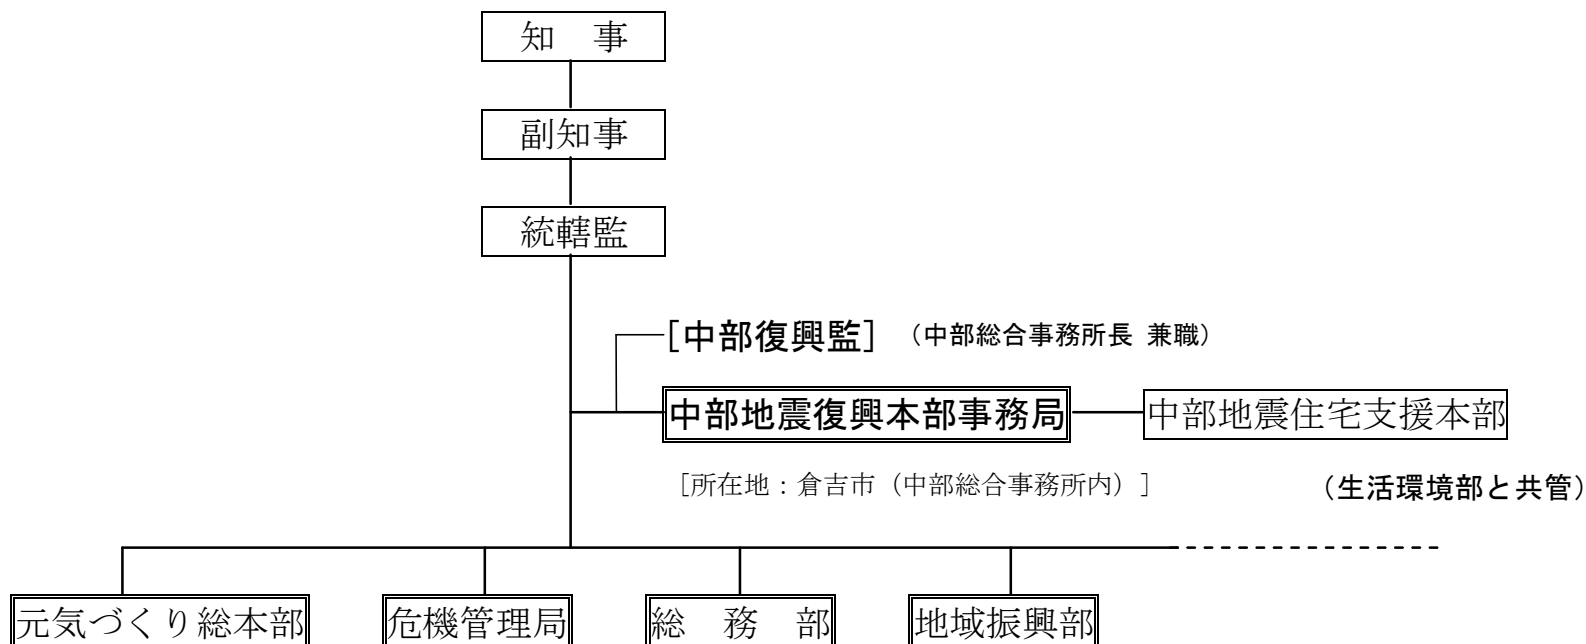 知　事
副知事
統轄監
［中部復興監］（中部総合事務所長 兼職）
中部地震復興本部事務局　中部地震住宅支援本部
［所在地：倉吉市（中部総合事務所内）］　（生活環境部と共管）
元気づくり総本部　危機管理局　総　務　部　地域振興部